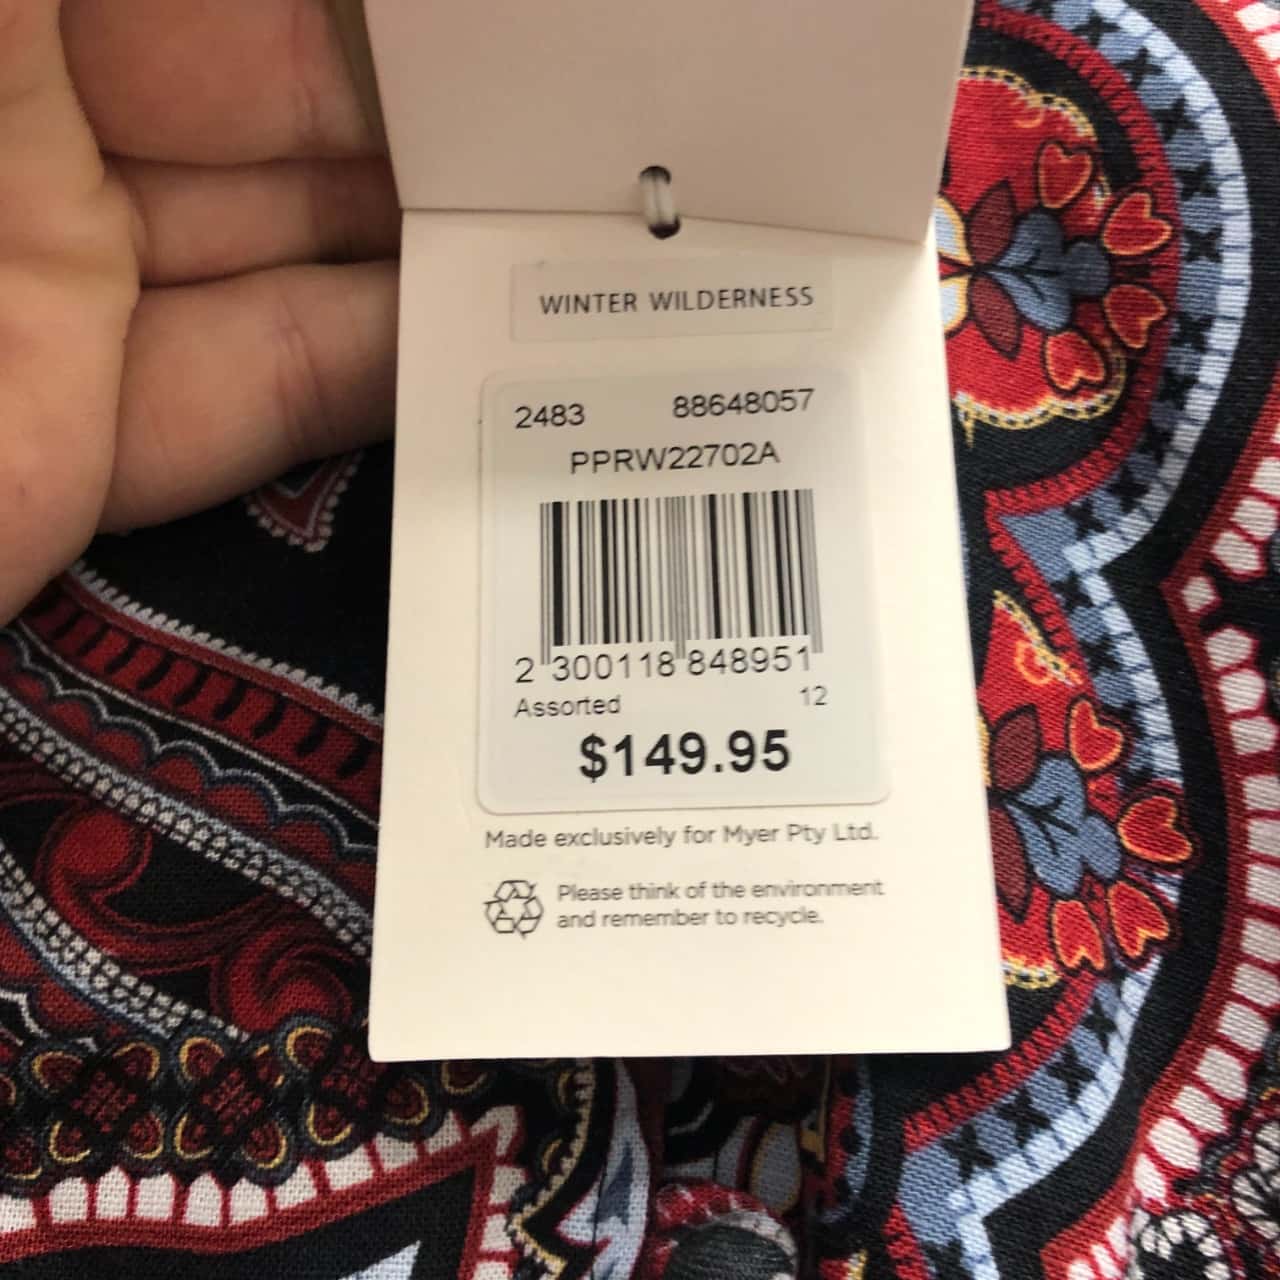 WINTER WILDERNESS
2483 88648057
PPRW22702A
2 300118 848951
Assorted 12
$149.95
Made exclusively for Myer Pty Ltd.
Please think of the environment
and remember to recycle.